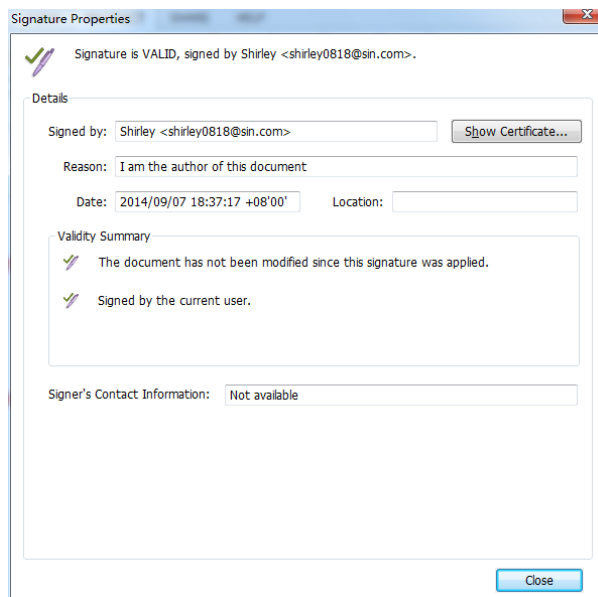 Signature Properties
SHARE HELP
Signature is VALID, signed by Shirley <shirley0818@sin.com>.
Details
Signed by: Shirley <shirley0818@sin.com> Show Certificate...
Reason: I am the author of this document
Date: 2014/09/07 18:37:17 +08'00' Location:
Validity Summary
The document has not been modified since this signature was applied.
Signed by the current user.
Signer's Contact Information: Not available
Close